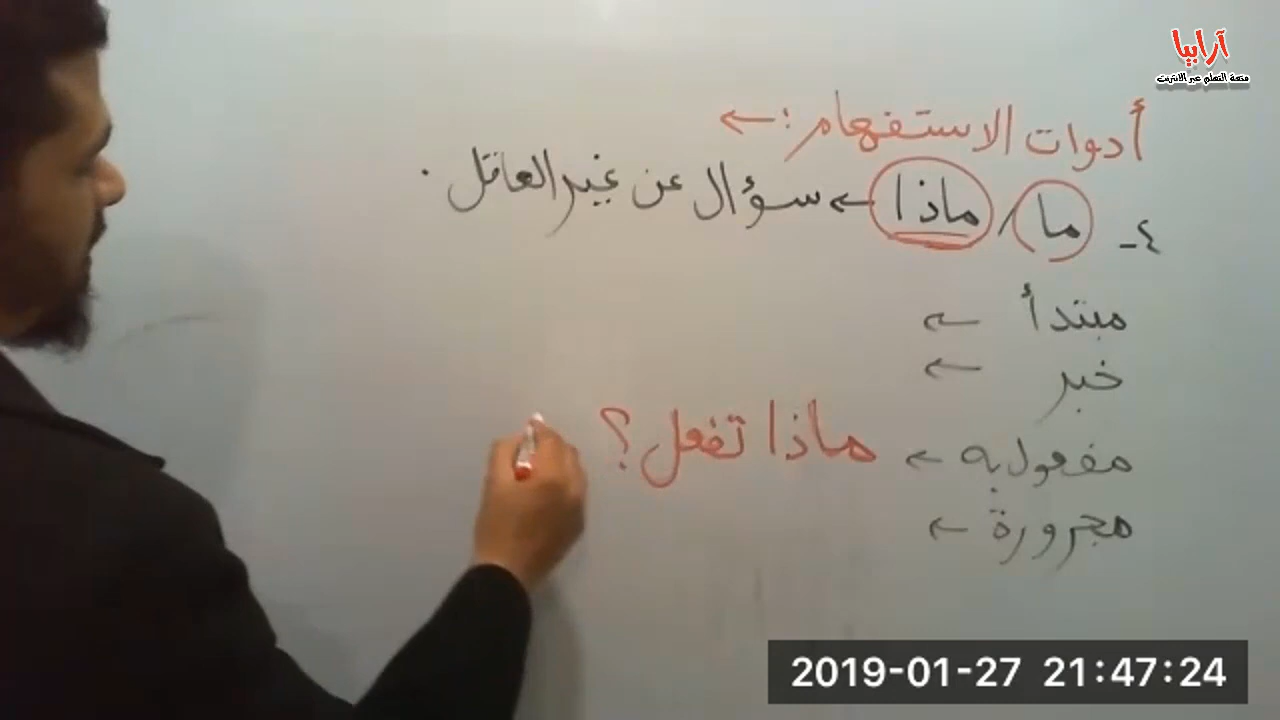 آرابيا
متعة التعلم عبر الانترنت
أدوات الاستفهام: ←
٤- ما / ماذا ← سؤال عن غير العاقل.
مبتدأ ←
خبر ←
مفعول به ← ماذا تفعل؟
مجرورة ←
2019-01-27 21:47:24